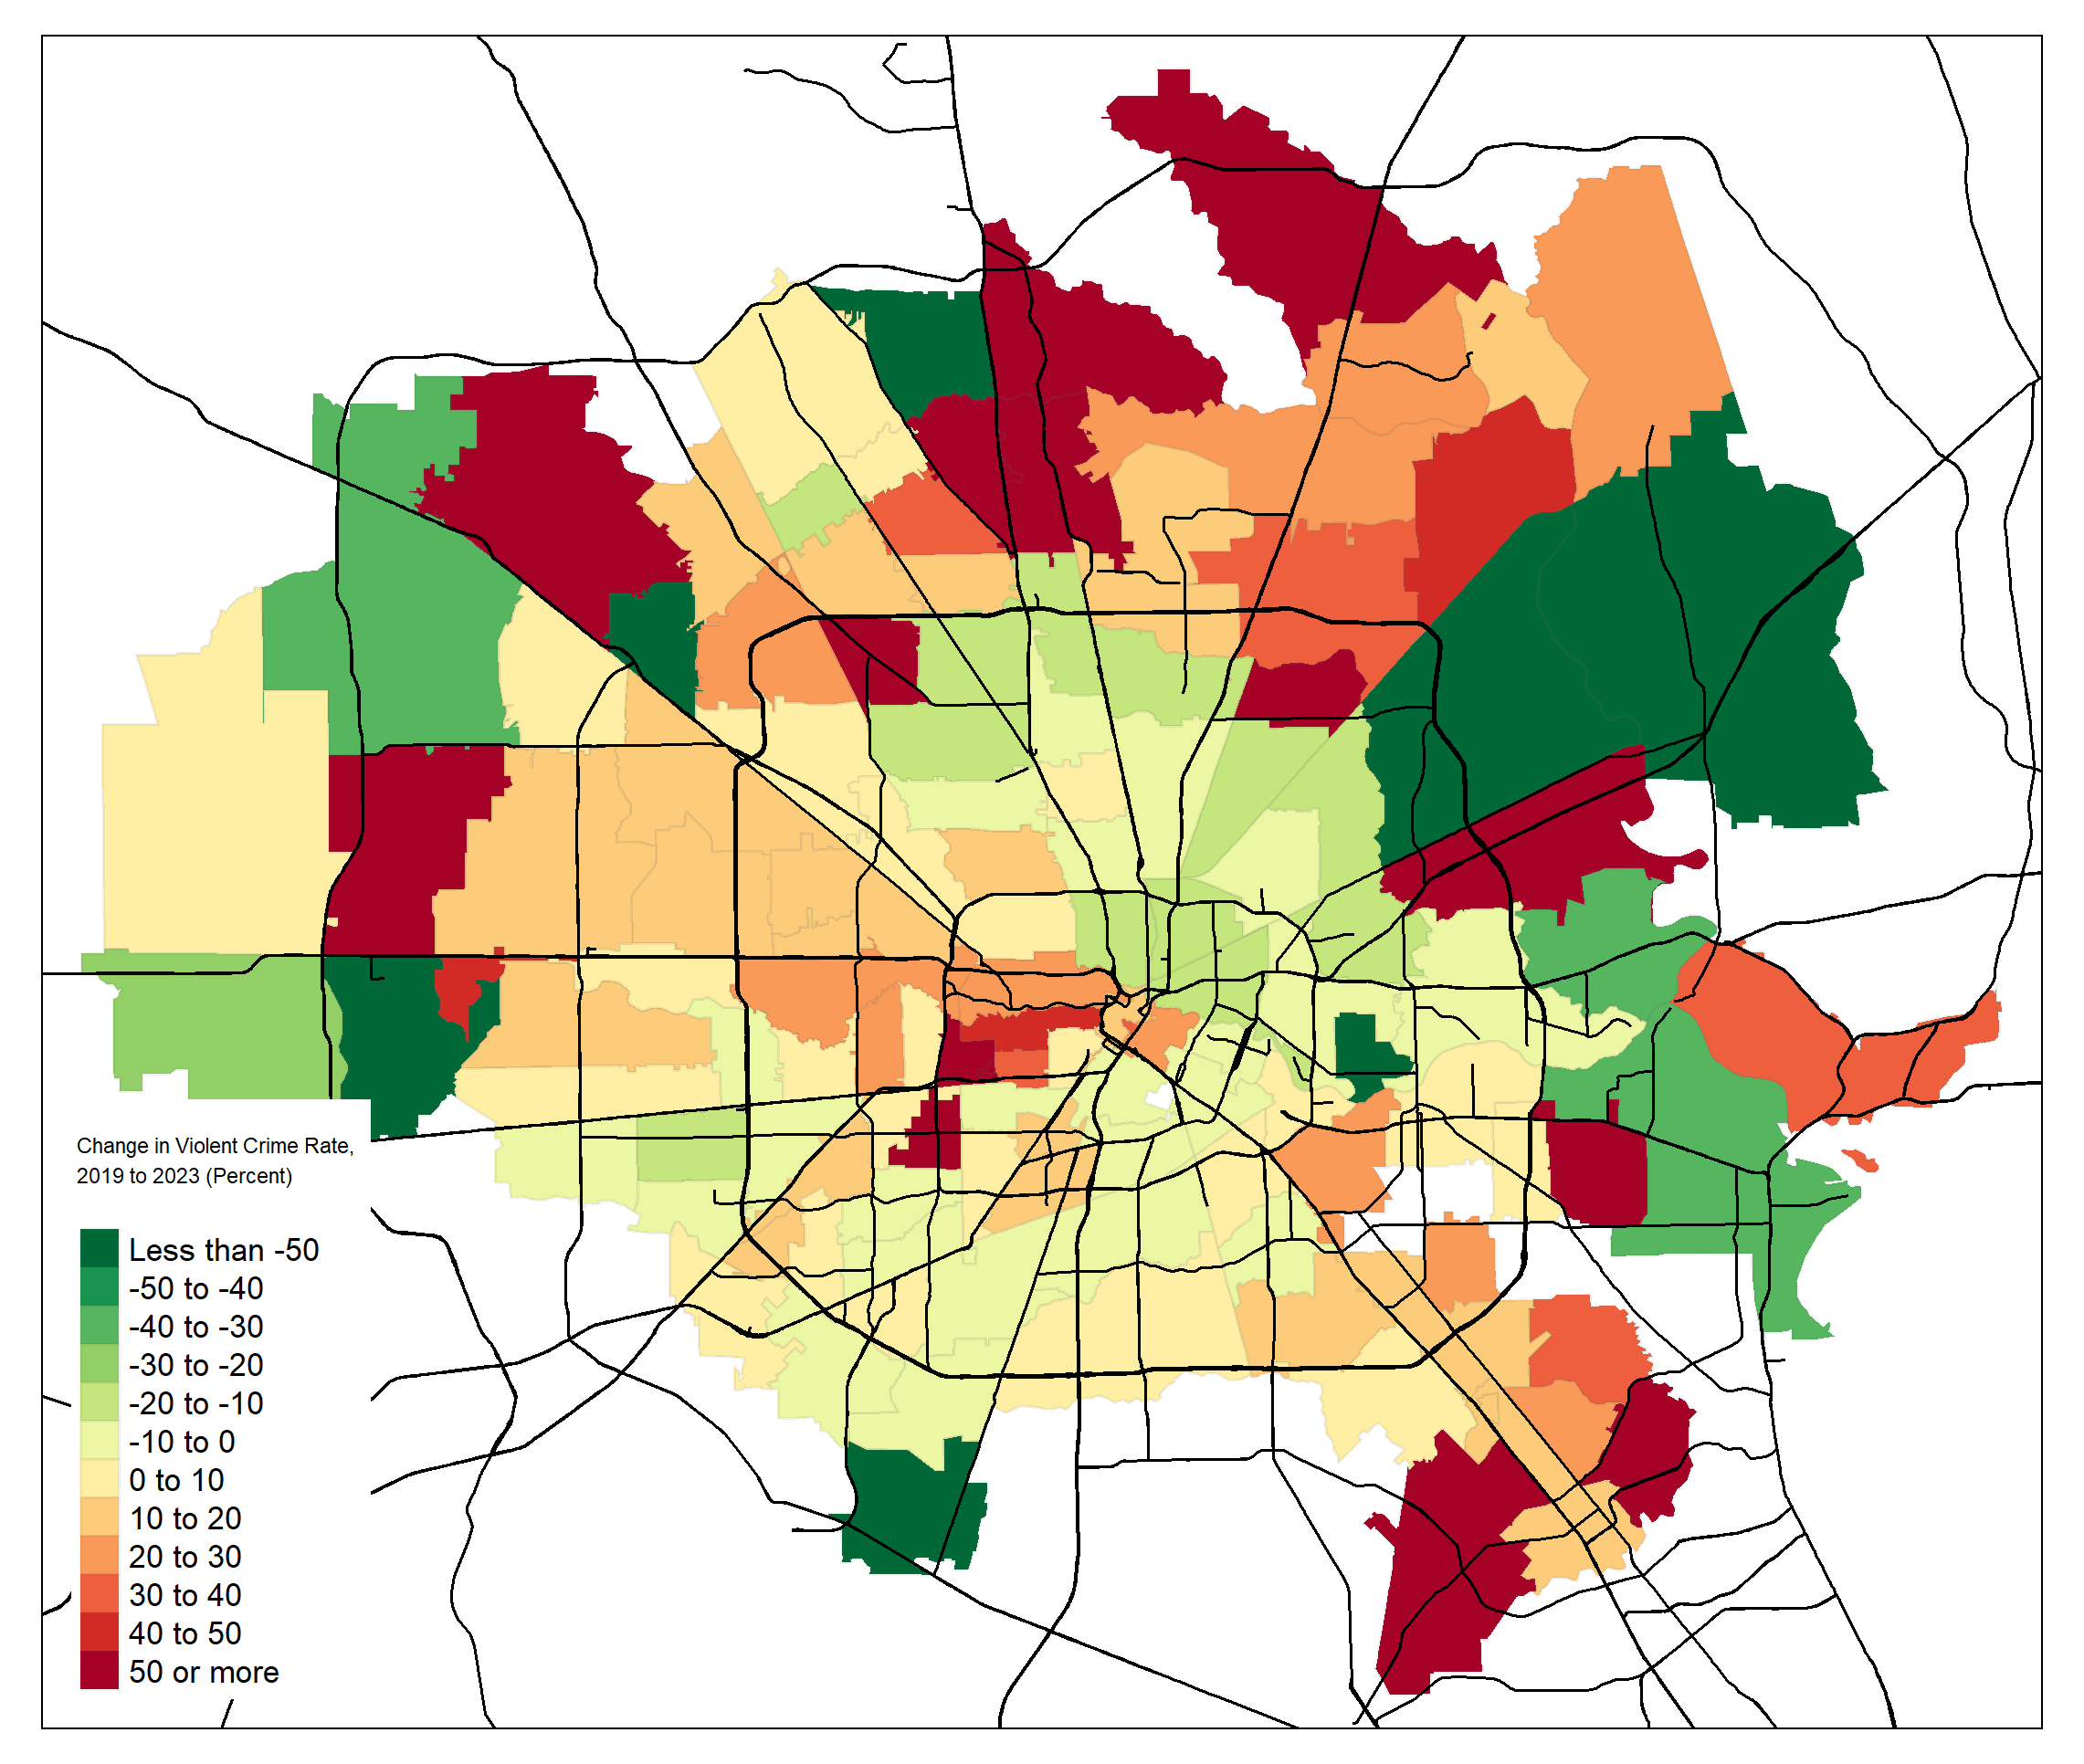 Change in Violent Crime Rate,
2019 to 2023 (Percent)
Less than -50
-50 to -40
-40 to -30
-30 to -20
-20 to -10
-10 to 0
0 to 10
10 to 20
20 to 30
30 to 40
40 to 50
50 or more